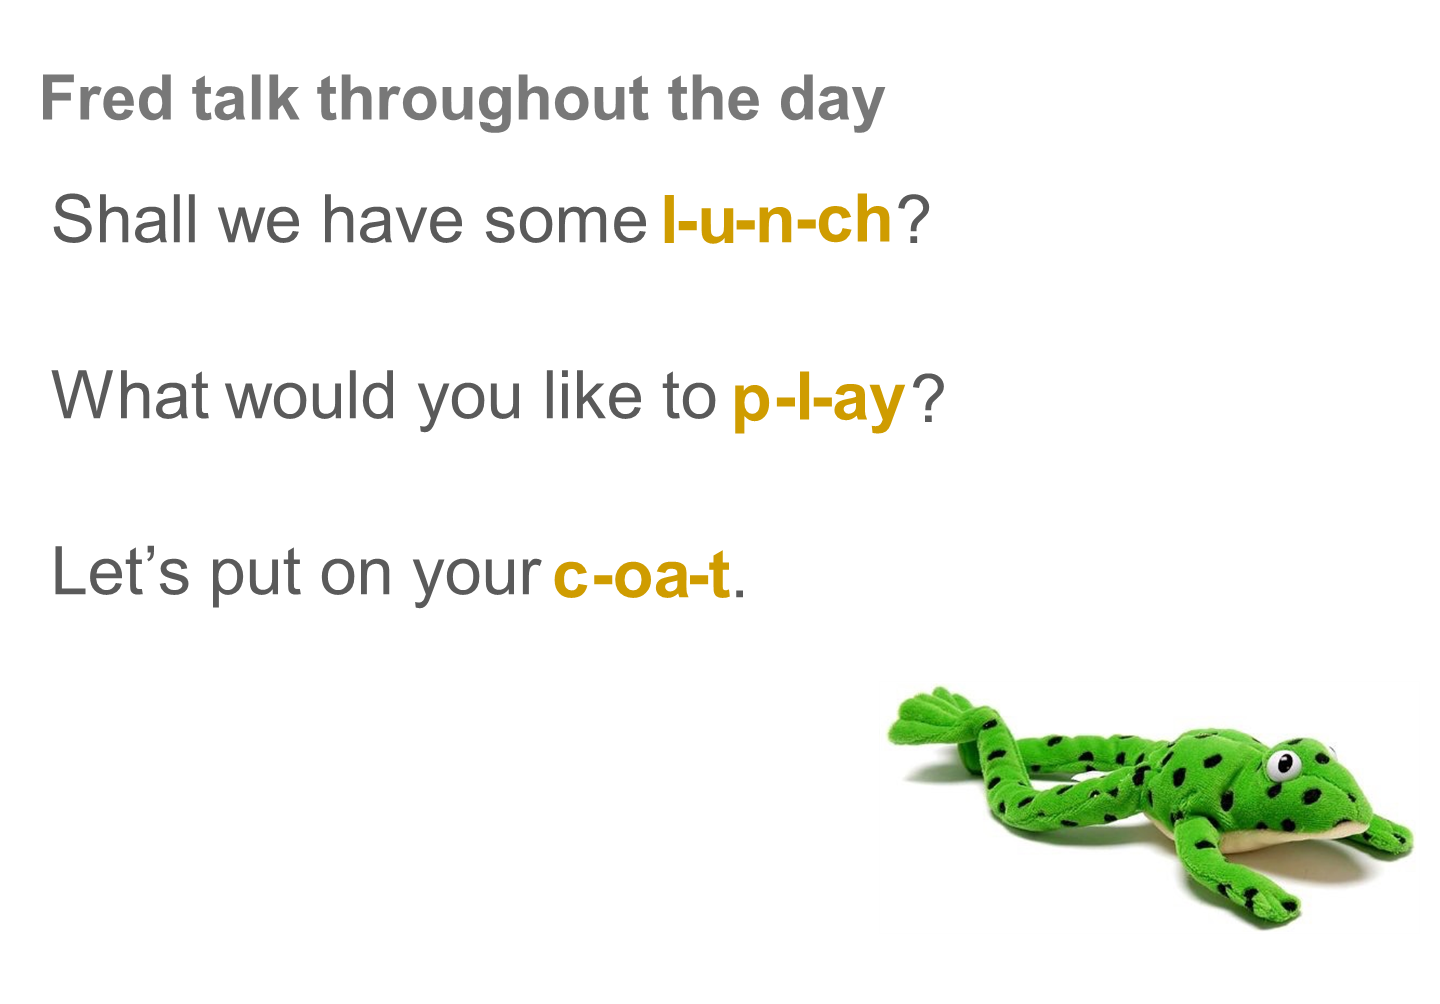 Fred talk throughout the day
Shall we have some l-u-n-ch?
What would you like to p-l-ay?
Let’s put on your c-oa-t.